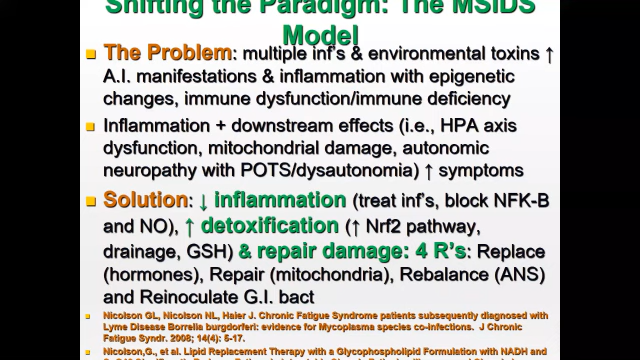 Shifting the Paradigm: The MSIDS
Model
The Problem: multiple inf's & environmental toxins ↑
A.I. manifestations & inflammation with epigenetic
changes, immune dysfunction/immune deficiency
Inflammation + downstream effects (i.e., HPA axis
dysfunction, mitochondrial damage, autonomic
neuropathy with POTS/dysautonomia) ↑ symptoms
Solution: ↓ inflammation (treat inf's, block NFK-B
and NO), ↑ detoxification (↑ Nrf2 pathway,
drainage, GSH) & repair damage: 4 R's: Replace
(hormones), Repair (mitochondria), Rebalance (ANS)
and Reinoculate G.I. bact
Nicolson GL, Nicolson NL, Haier J. Chronic Fatigue Syndrome patients subsequently diagnosed with
Lyme Disease Borrelia burgdorferi: evidence for Mycoplasma species co-infections. J Chronic
Fatigue Syndr. 2008; 14(4): 5-17.
Nicolson,G., et al. Lipid Replacement Therapy with a Glycophospholipid Formulation with NADH and